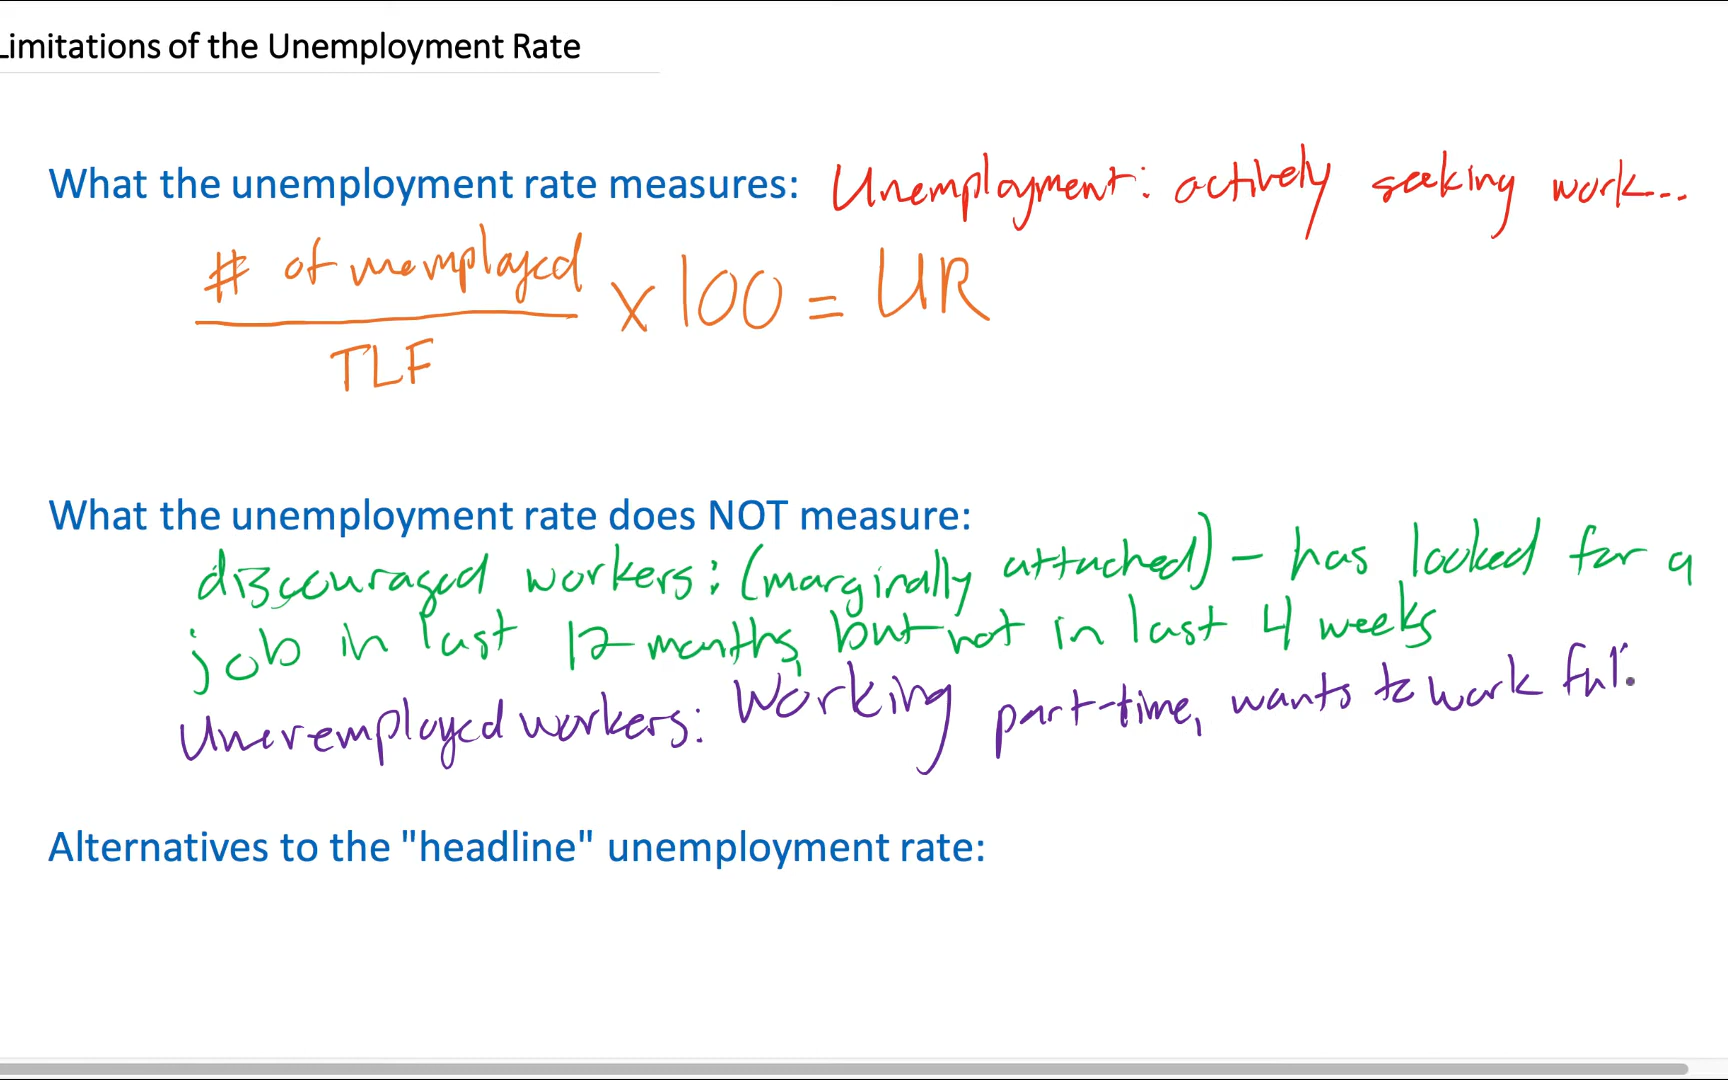 Limitations of the Unemployment Rate
What the unemployment rate measures: Unemployment: actively seeking work...
# of unemployed
TLF
x 100 = UR
What the unemployment rate does NOT measure:
discouraged workers: (marginally attached) - has looked for a
job in last 12 months, but not in last 4 weeks
Uneremployed workers: Working part-time, wants to work ful
Alternatives to the "headline" unemployment rate: